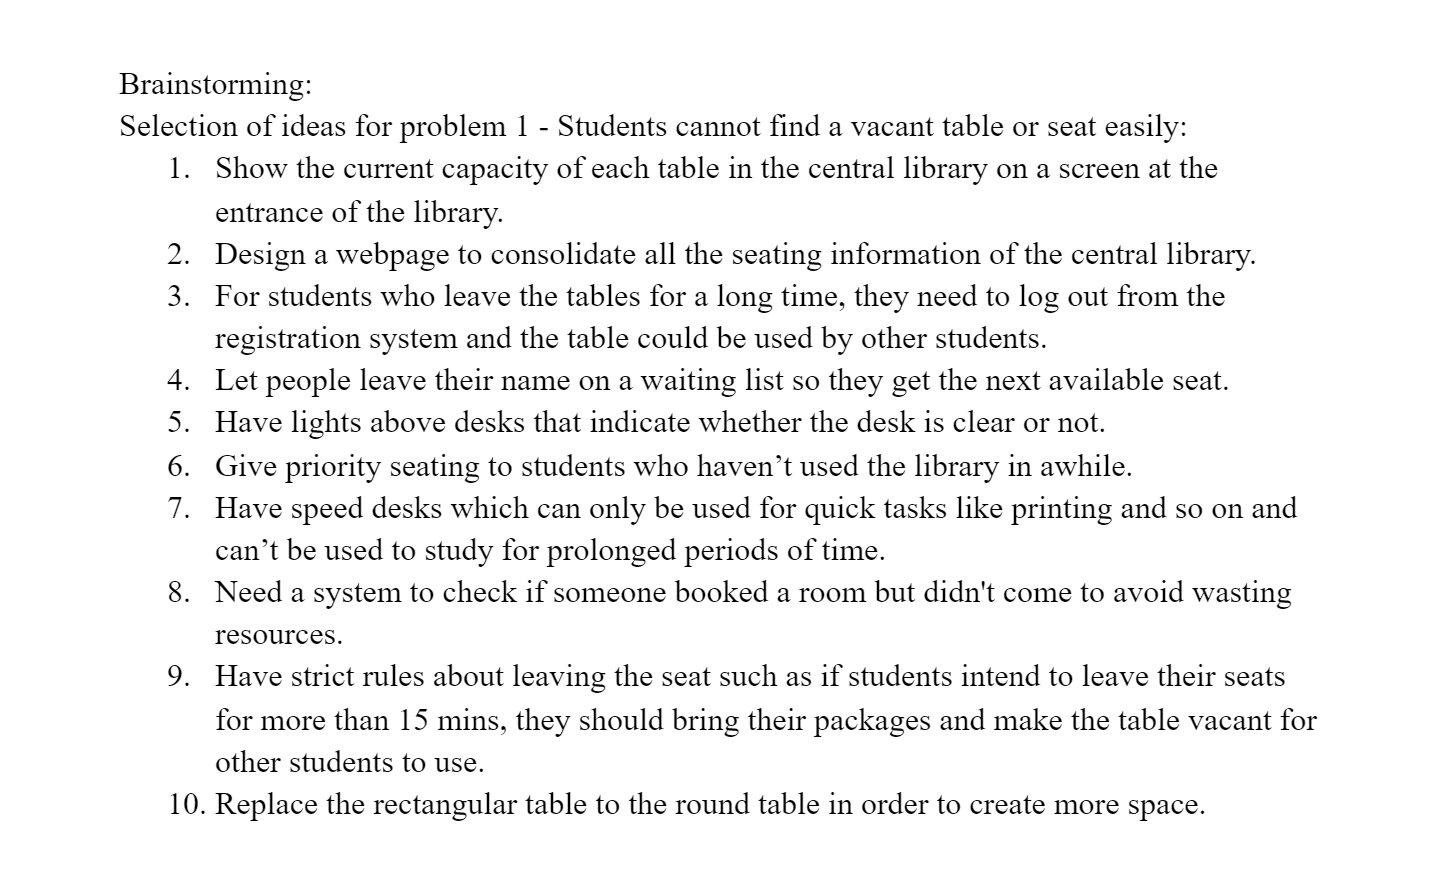 Brainstorming:
Selection of ideas for problem 1 - Students cannot find a vacant table or seat easily:
1. Show the current capacity of each table in the central library on a screen at the
entrance of the library.
2. Design a webpage to consolidate all the seating information of the central library.
3. For students who leave the tables for a long time, they need to log out from the
registration system and the table could be used by other students.
4. Let people leave their name on a waiting list so they get the next available seat.
5. Have lights above desks that indicate whether the desk is clear or not.
6. Give priority seating to students who haven’t used the library in awhile.
7. Have speed desks which can only be used for quick tasks like printing and so on and
can’t be used to study for prolonged periods of time.
8. Need a system to check if someone booked a room but didn't come to avoid wasting
resources.
9. Have strict rules about leaving the seat such as if students intend to leave their seats
for more than 15 mins, they should bring their packages and make the table vacant for
other students to use.
10. Replace the rectangular table to the round table in order to create more space.